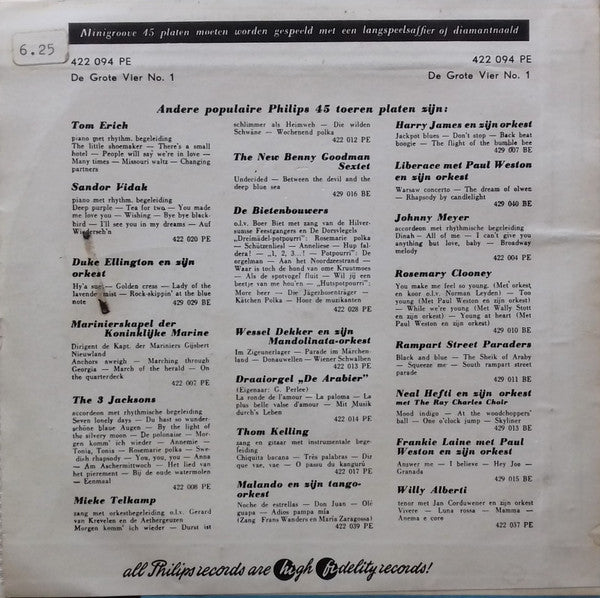 Minigroove 45 platen moeten worden gespeeld met een langspeelsaffier of diamantnaald
6.25
422 094 PE
De Grote Vier No. 1
422 094 PE
De Grote Vier No. 1
Andere populaire Philips 45 toeren platen zijn:
Tom Erich
piano met rhythm. begeleiding
The little shoemaker — There's a small
hotel — People will say we're in love —
Many times — Missouri waltz — Changing
partners
Sandor Vidak
piano met rhythm. begeleiding
Deep purple — Tea for two — You made
me love you — Wishing — Bye bye black-
bird — I'll see you in my dreams — Auf
Wiederseh'n
422 020 PE
Duke Ellington en zijn
orkest
Hy'a sue — Golden cress — Lady of the
lavende mist — Rock-skippin' at the blue
note 429 029 BE
Marinierskapel der
Koninklijke Marine
Dirigent de Kapt. der Mariniers Gijsbert
Nieuwland
Anchors aweigh — Marching through
Georgia — March of the herald — On
the quarterdeck
422 007 PE
The 3 Jacksons
accordeon met rhythmische begeleiding
Seven lonely days — Du hast so wunder-
schöne blaue Augen — By the light of
the silvery moon — De polonaise — Mor-
gen komm' ich wieder — Annemie —
Tonia, Tonia — Rosemarie polka — Swe-
dish rhapsody — You, you, you — Anna
— Am Aschermittwoch — Het lied van
het pierement — Bij de oude watermolen
— Eenmaal
422 008 PE
Mieke Telkamp
zang met orkestbegeleiding o.l.v. Gerard
van Krevelen en de Aethergeuzen
Morgen komm' ich wieder — Durst ist
schlimmer als Heimweh — Die wilden
Schwäne — Wochenend polka
422 012 PE
The New Benny Goodman
Sextet
Undecided — Between the devil and the
deep blue sea
429 016 BE
De Bietenbouwers
o.l.v. Boer Biet met zang van de Hilver-
sumse Feestgangers en De Dorsvlegels
„Dreimädel-potpourri": Rosemarie polka
— Schützenliesl — Anneliese — Hup fa-
ldera! — „1, 2, 3...! — Potpourri": De
orgelman — Aan het Noordzeestrand —
Waar is toch de hond van ome Krustmoes
— Als de spotvogel fluit — Wil jij een
beetje van me hou'en — „Hutspotpourri":
More beer — Die Jägerboseträger —
Kätchen Polka — Hoor de muzikanten
422 028 PE
Wessel Dekker en zijn
Mandolinata-orkest
Im Zigeunerlager — Parade im Märchen-
land — Donauwellen — Wiener Schwalben
422 013 PE
Draaiorgel „De Arabier"
(Eigenaar: G. Perlee)
La ronde de l'amour — La paloma — La
plus belle valse d'amour — Mit Musik
durch's Leben
422 014 PE
Thom Kelling
zang en gitaar met instrumentale bege-
leiding
Chiquita bacana — Três palabras — Dir
que vae, vae — O passu do kangurú
422 017 PE
Malando en zijn tango-
orkest
Noche de estrellas — Don Juan — Olé
guapa — Adios pampa mia
(Zang Frans Wanders en Maria Zaragossa)
422 039 PE
Harry James en zijn orkest
Jackpot blues — Don't stop — Back beat
boogie — The flight of the bumble bee
429 007 BE
Liberace met Paul Weston
en zijn orkest
Warsaw concerto — The dream of olwen
— Rhapsody by candlelight
429 040 BE
Johnny Meyer
accordeon met rhythmische begeleiding
Dinah — All of me — I can't give you
anything but love, baby — Broadway
melody
422 004 PE
Rosemary Clooney
You make me feel so young. (Met orkest
en koor o.l.v. Norman Leyden) — Too
young (Met Paul Weston en zijn orkest)
— While we're young (Met Wally Stott
en zijn orkest) — Young at heart (Met
Paul Weston en zijn orkest)
429 010 BE
Rampart Street Paraders
Black and blue — The Sheik of Araby
— Squeeze me — South rampart street
parade
429 011 BE
Neal Hefti en zijn orkest
met The Ray Charles Choir
Mood indigo — At the woodchoppers'
ball — One o'clock jump — Skyliner
429 013 BE
Frankie Laine met Paul
Weston en zijn orkest
Answer me — I believe — Hey Joe —
Granada
429 015 BE
Willy Alberti
tenor met Jan Corduwener en zijn orkest
Vivere — Luna rossa — Mamma —
Anema e core
422 037 PE
all Philips records are high fidelity records!